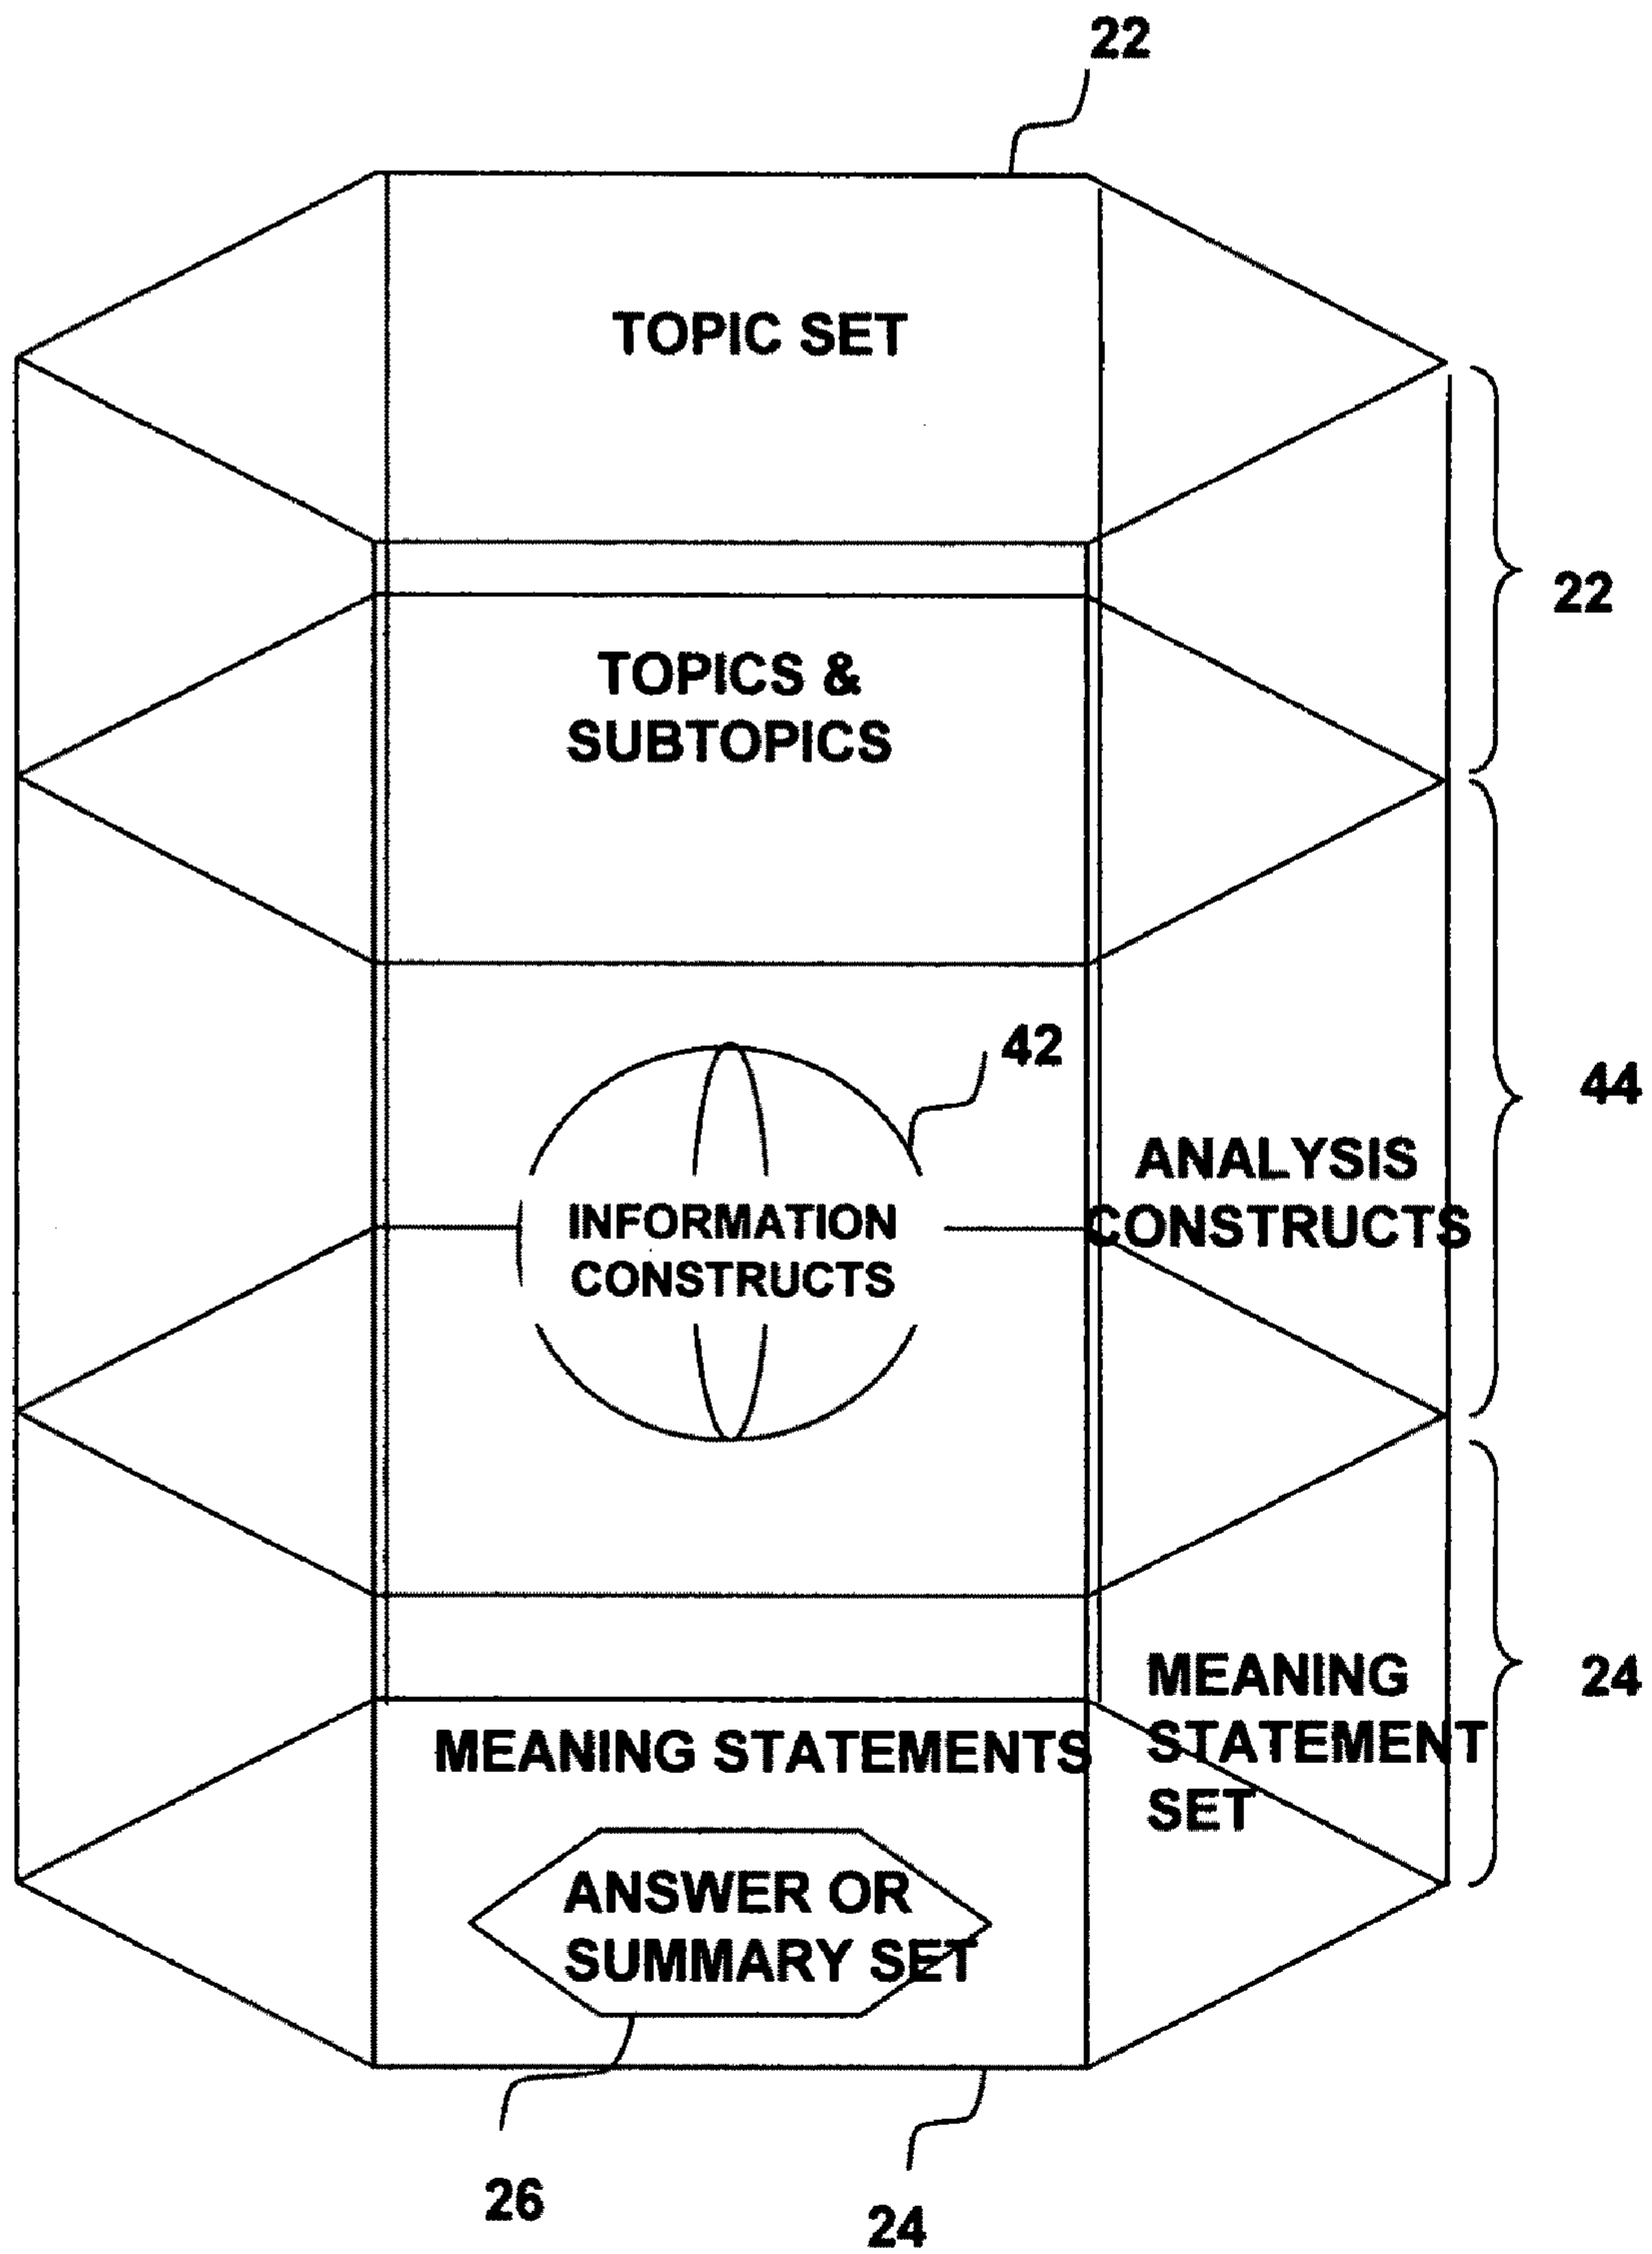 22
TOPIC SET
22
TOPICS &
SUBTOPICS
42
44
ANALYSIS
CONSTRUCTS
INFORMATION
CONSTRUCTS
MEANING
STATEMENT
SET
24
MEANING STATEMENTS
ANSWER OR
SUMMARY SET
26
24